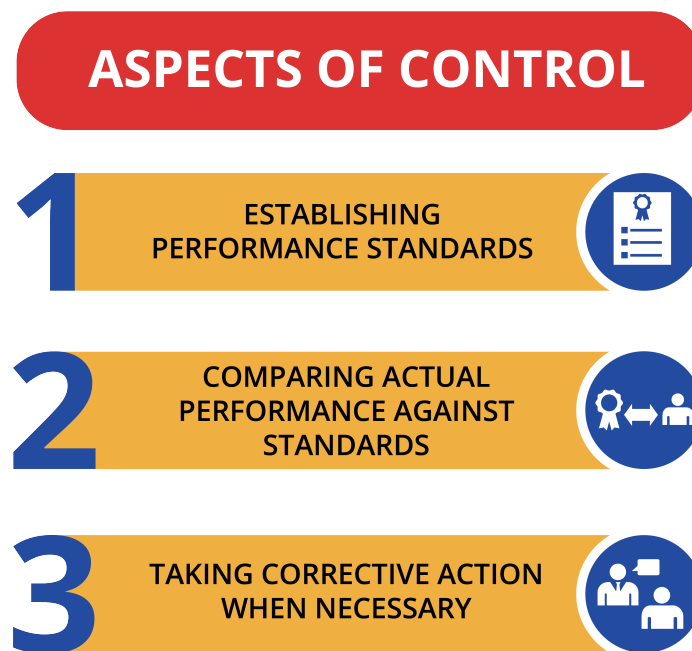 ASPECTS OF CONTROL
1
ESTABLISHING
PERFORMANCE STANDARDS
2
COMPARING ACTUAL
PERFORMANCE AGAINST
STANDARDS
3
TAKING CORRECTIVE ACTION
WHEN NECESSARY